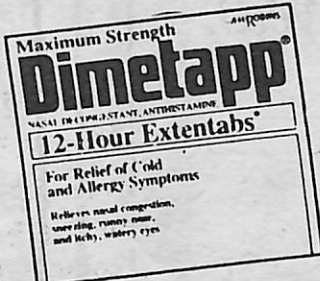 A H ROBINS
Maximum Strength
Dimetapp®
NASAL DECONGESTANT, ANTIHISTAMINE
12-Hour Extentabs®
For Relief of Cold
and Allergy Symptoms
Relieves nasal congestion,
sneezing, runny nose,
and itchy, watery eyes